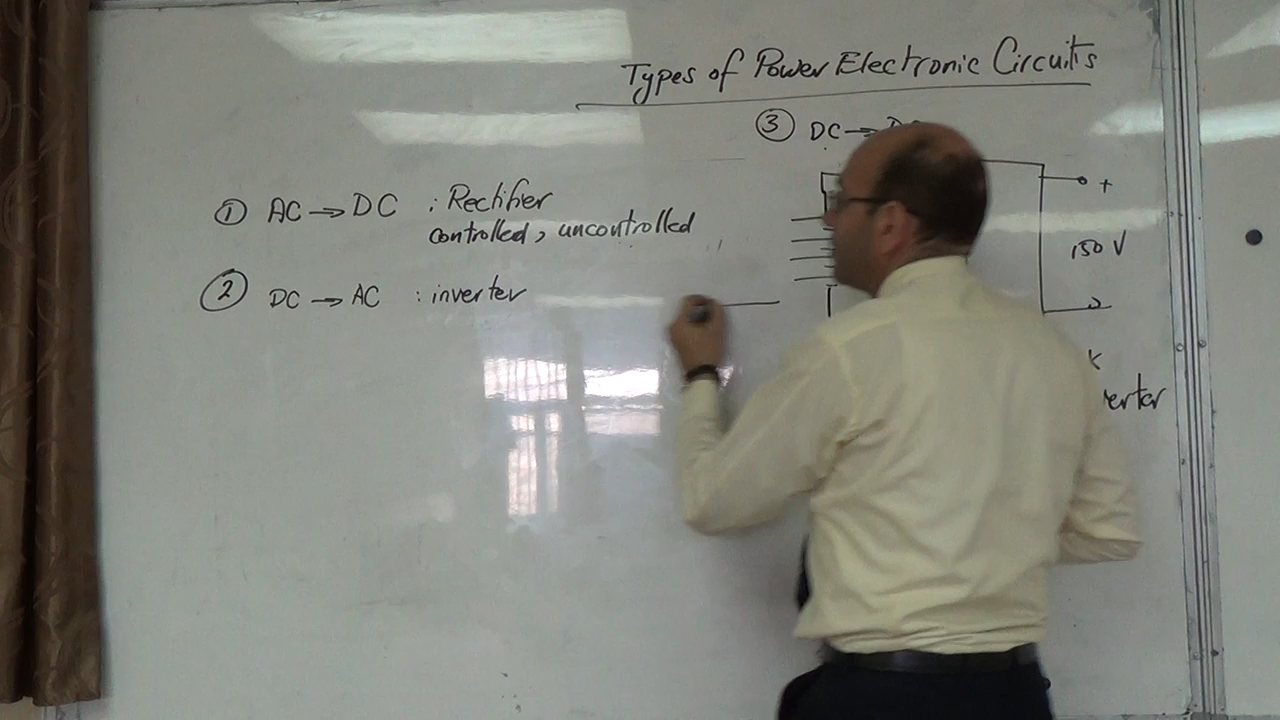 Types of Power Electronic Circuits
① AC → DC : Rectifier
controlled, uncontrolled
② DC → AC : inverter
③ DC →
+
150 V